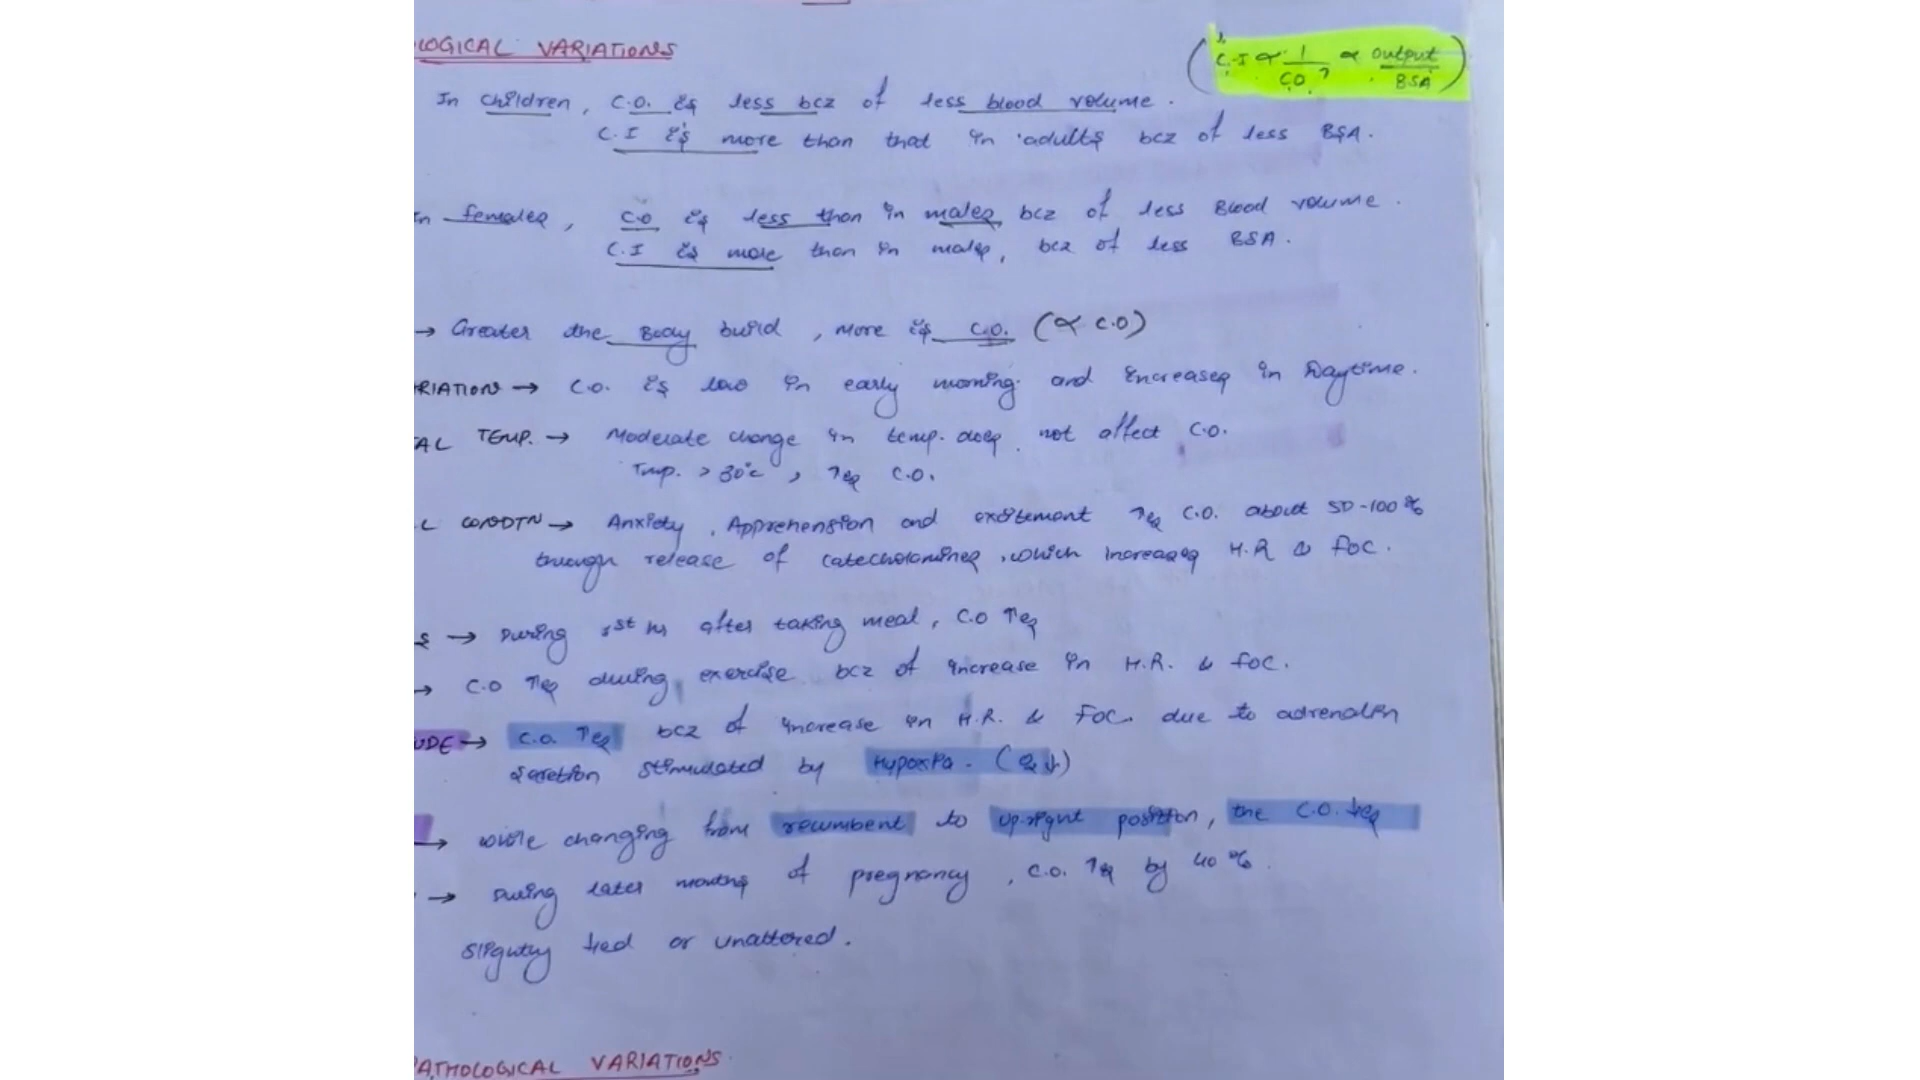 LOGICAL VARIATIONS
(C.I ∝ 1/CO? ∝ output/BSA)
In children, C.O. is less bcz of less blood volume.
C.I is more than that in adults bcz of less BSA.
In females, C.O is less than in males bcz of less Blood volume.
C.I is more than in males, bcz of less BSA.
→ Greater the Body build, more is C.O. (∝ C.O)
RIATION → C.O. is low in early morning and increases in Daytime.
AL TEMP. → Moderate change in temp. does not affect C.O.
Tmp. > 30°C, ↑es C.O.
L CONDTN → Anxiety, Apprehension and excitement ↑es C.O. about 50-100%
through release of catecholamines, which increases H.R & FOC.
S → During 1st hr after taking meal, C.O ↑es
→ C.O ↑es during exercise bcz of increase in H.R. & FOC.
UDE → C.O. ↑es bcz of increase in H.R. & FOC. due to adrenalin
secretion stimulated by Hypoxia. (O₂↓)
→ while changing from recumbent to up-right position, the C.O. ↓es
→ During later months of pregnancy, C.O. ↑es by 40%.
slightly ↓ed or unaltered.
PATHOLOGICAL VARIATIONS